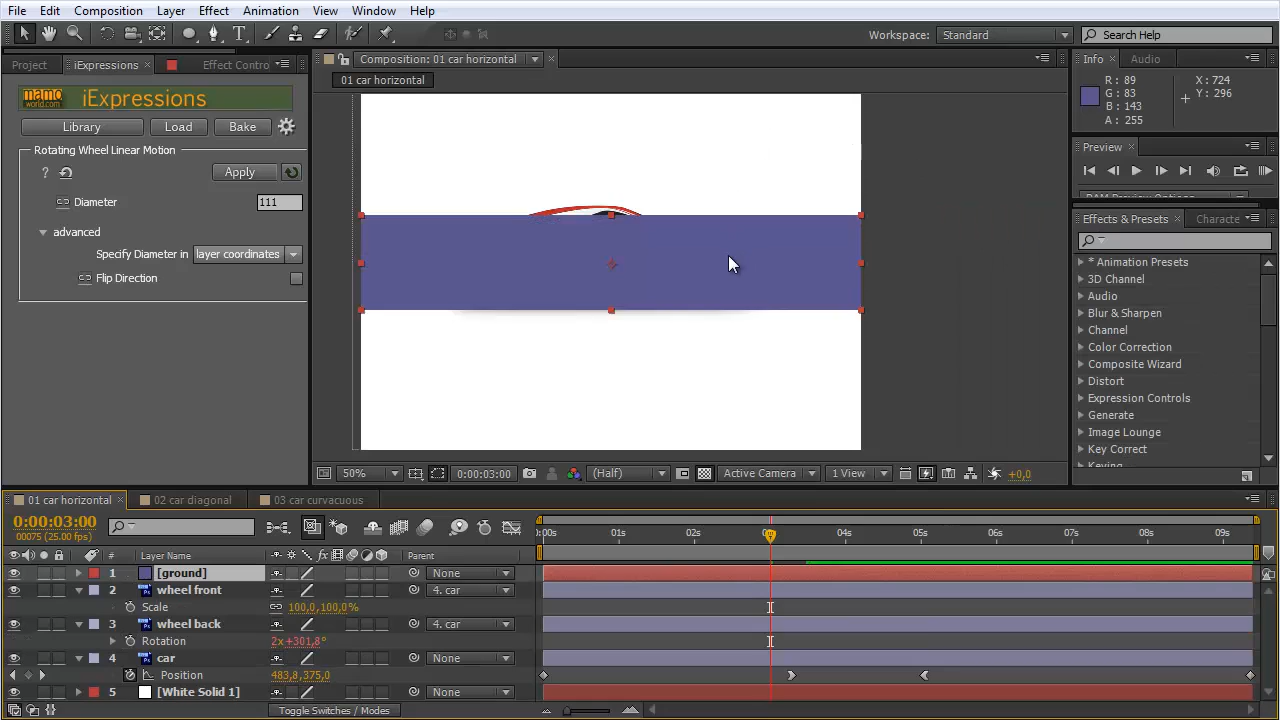 File Edit Composition Layer Effect Animation View Window Help
Workspace: Standard Search Help
Project iExpressions Effect Contro
Composition: 01 car horizontal
Info Audio
01 car horizontal
R: 89 X: 724
G: 83 Y: 296
B: 143
A: 255
mamo world.com iExpressions
Library Load Bake
Rotating Wheel Linear Motion
? Apply
Diameter 111
advanced
Specify Diameter in layer coordinates
Flip Direction
Preview
Effects & Presets Characte
* Animation Presets
3D Channel
Audio
Blur & Sharpen
Channel
Color Correction
Composite Wizard
Distort
Expression Controls
Generate
Image Lounge
Key Correct
Keying
50% 0:00:03:00 (Half) Active Camera 1 View +0,0
01 car horizontal 02 car diagonal 03 car curvacuous
0:00:03:00
00075 (25.00 fps)
:00s 01s 02s 04s 05s 06s 07s 08s 09s
# Layer Name Parent
1 [ground] None
2 wheel front 4. car
Scale 100,0,100,0%
3 wheel back 4. car
Rotation 2x+301,8°
4 car None
Position 483,8,375,0
5 [White Solid 1] None
Toggle Switches / Modes